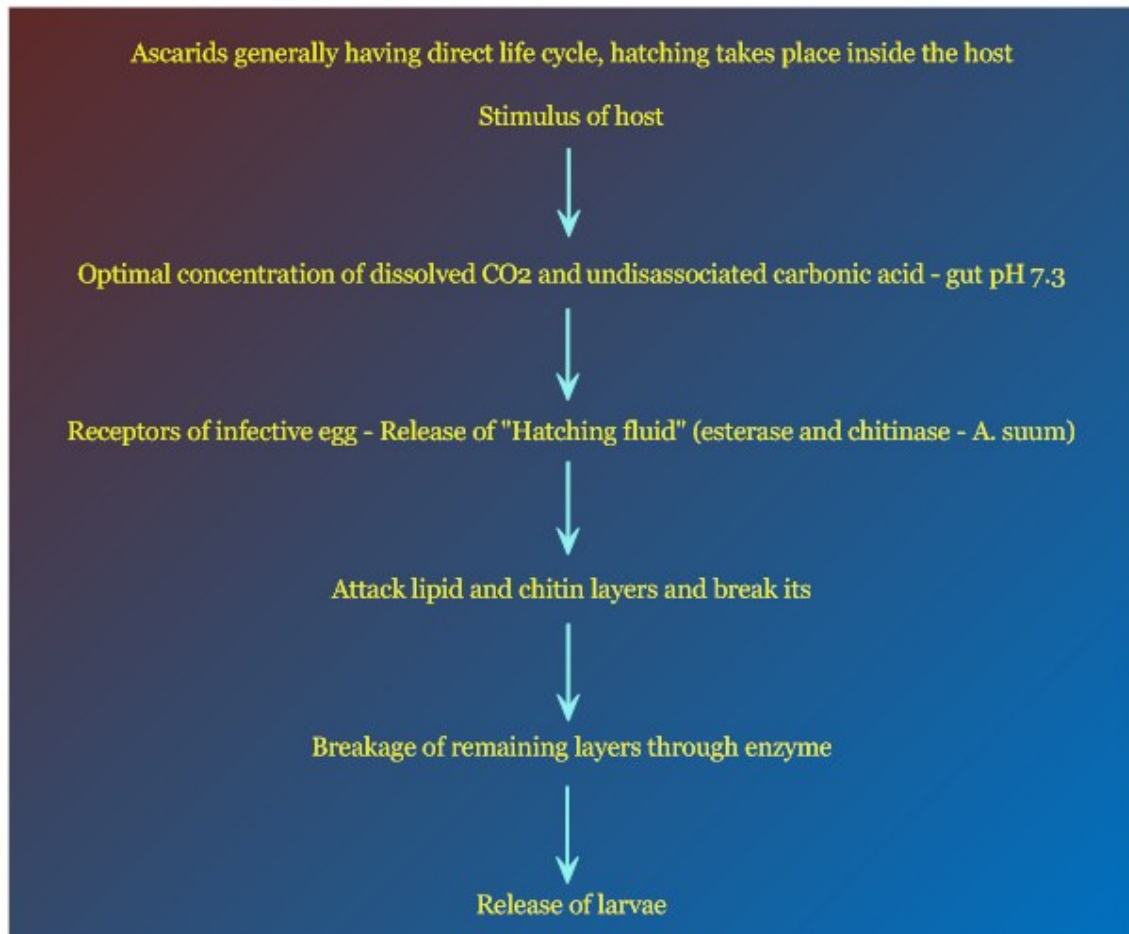 Ascarids generally having direct life cycle, hatching takes place inside the host
Stimulus of host
Optimal concentration of dissolved CO2 and undisassociated carbonic acid - gut pH 7.3
Receptors of infective egg - Release of "Hatching fluid" (esterase and chitinase - A. suum)
Attack lipid and chitin layers and break its
Breakage of remaining layers through enzyme
Release of larvae